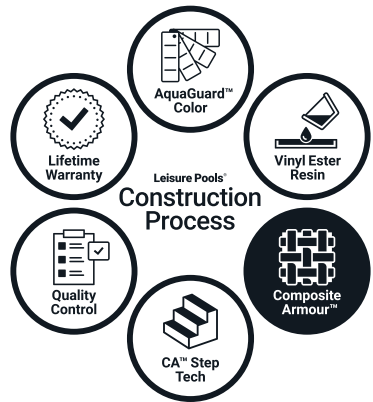 AquaGuard™
Color
Lifetime
Warranty
Vinyl Ester
Resin
Leisure Pools®
Construction
Process
Quality
Control
Composite
Armour™
CA™ Step
Tech